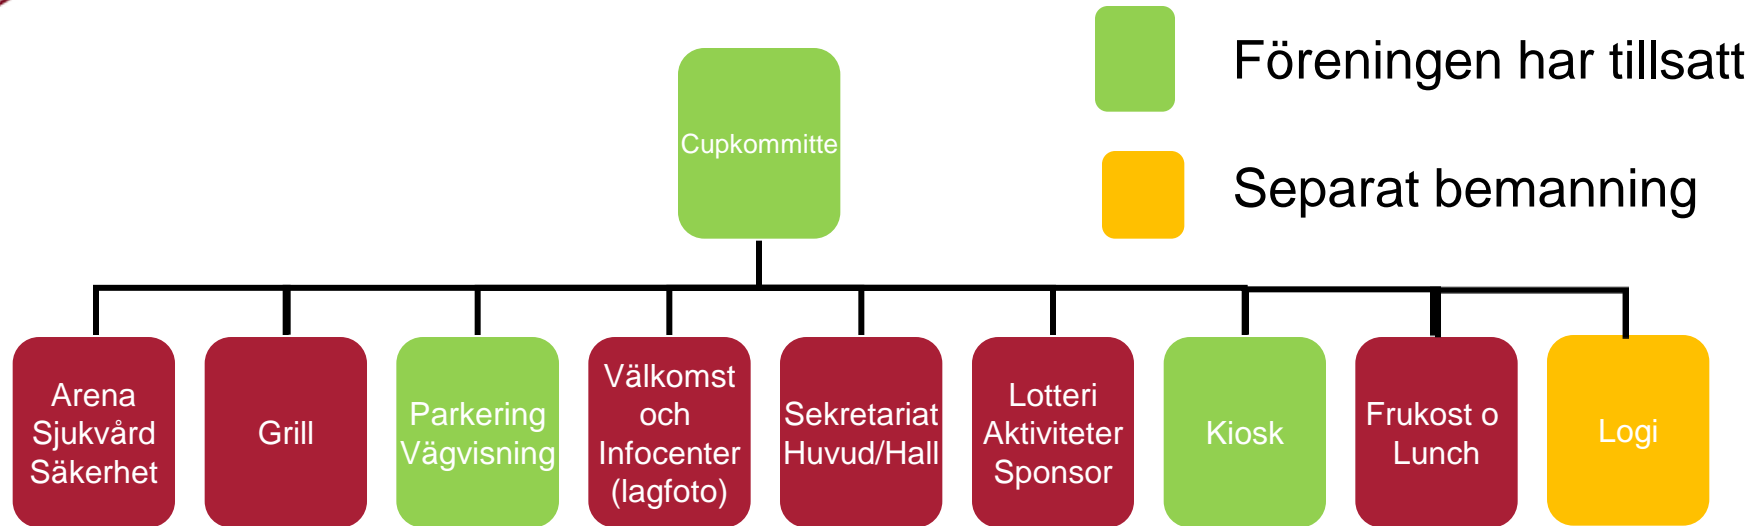 Föreningen har tillsatt
Cupkommitte
Separat bemanning
Arena
Sjukvård
Säkerhet
Grill
Parkering
Vägvisning
Välkomst
och
Infocenter
(lagfoto)
Sekretariat
Huvud/Hall
Lotteri
Aktiviteter
Sponsor
Kiosk
Frukost o
Lunch
Logi